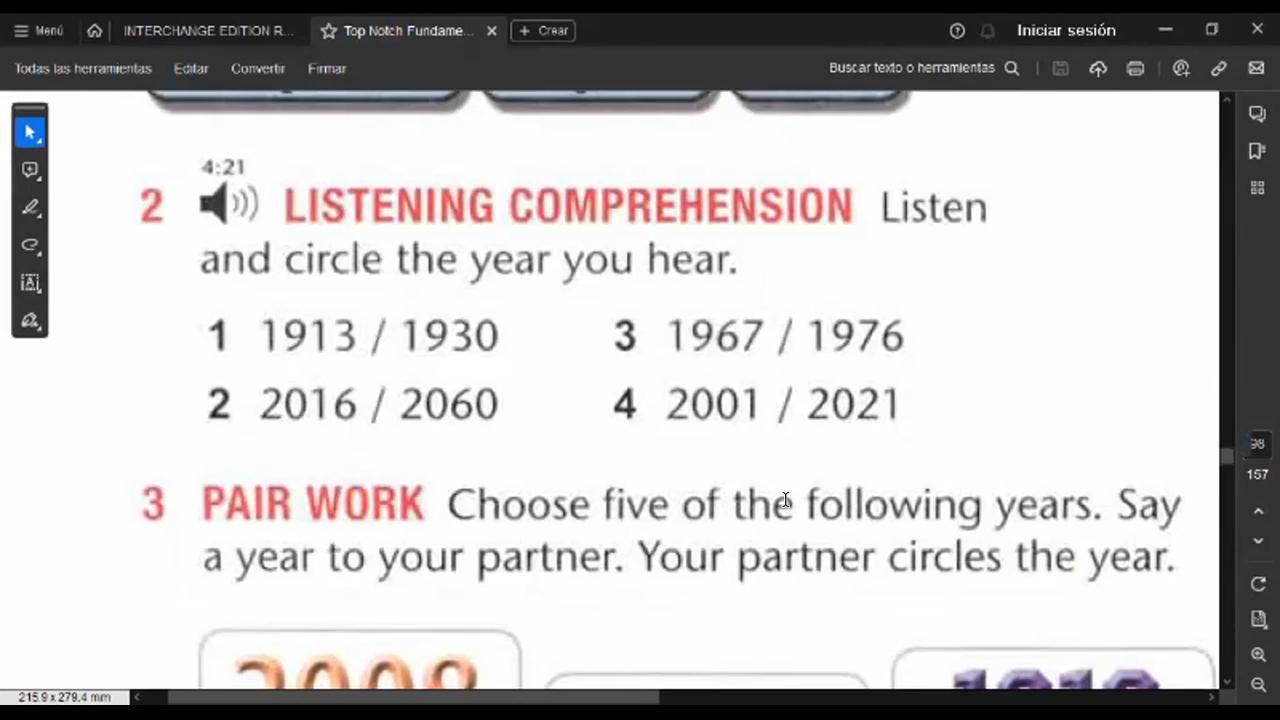 Menú
INTERCHANGE EDITION R...
Top Notch Fundame...
Crear
Iniciar sesión
Todas las herramientas
Editar
Convertir
Firmar
Buscar texto o herramientas
4:21
2 LISTENING COMPREHENSION Listen
and circle the year you hear.
1 1913 / 1930 3 1967 / 1976
2 2016 / 2060 4 2001 / 2021
3 PAIR WORK Choose five of the following years. Say
a year to your partner. Your partner circles the year.
98
157
215.9 x 279.4 mm